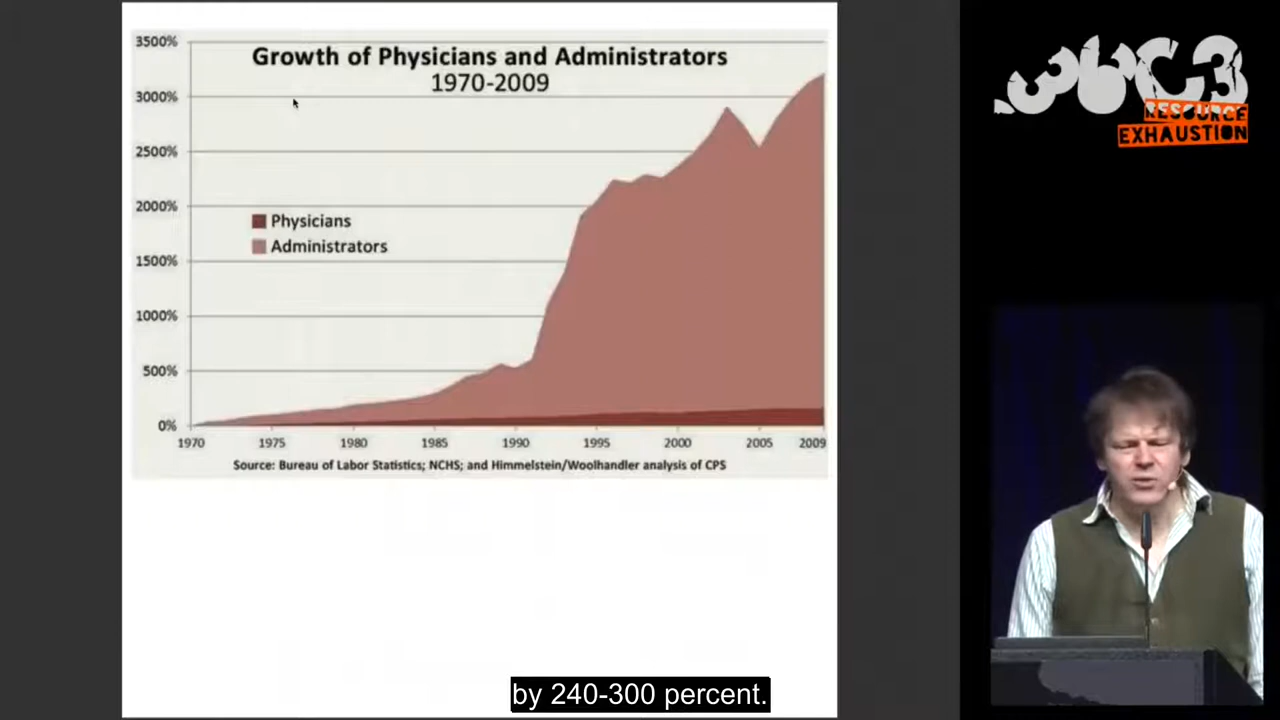 Growth of Physicians and Administrators
1970-2009
3500%
3000%
2500%
2000%
1500%
1000%
500%
0%
Physicians
Administrators
1970 1975 1980 1985 1990 1995 2000 2005 2009
Source: Bureau of Labor Statistics; NCHS; and Himmelstein/Woolhandler analysis of CPS
36C3
RESOURCE
EXHAUSTION
by 240-300 percent.